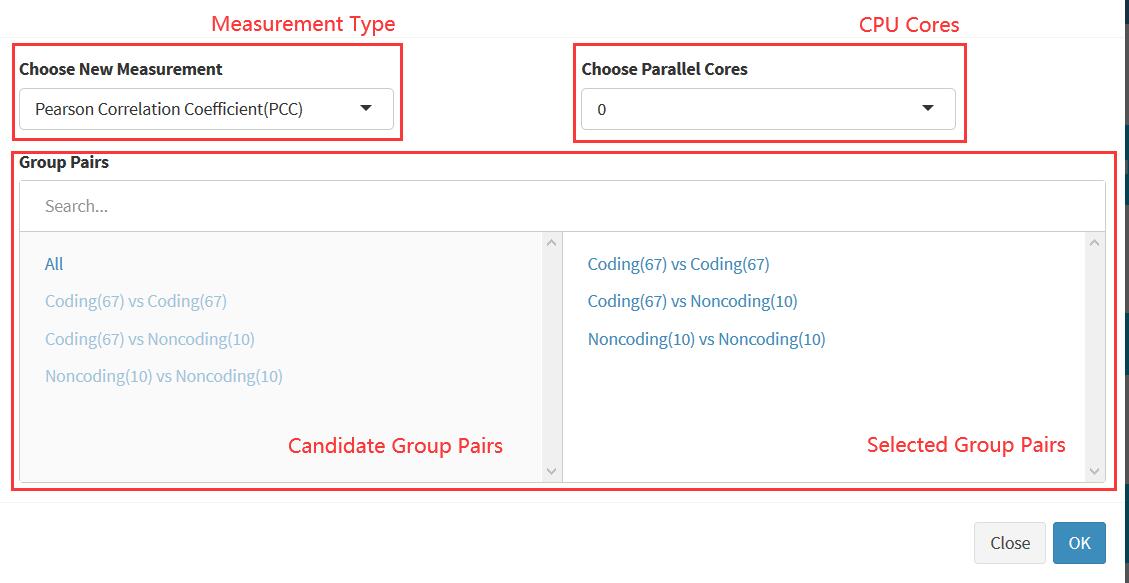 Measurement Type
CPU Cores
Choose New Measurement
Pearson Correlation Coefficient(PCC)
Choose Parallel Cores
0
Group Pairs
Search...
All
Coding(67) vs Coding(67)
Coding(67) vs Noncoding(10)
Noncoding(10) vs Noncoding(10)
Candidate Group Pairs
Coding(67) vs Coding(67)
Coding(67) vs Noncoding(10)
Noncoding(10) vs Noncoding(10)
Selected Group Pairs
Close
OK